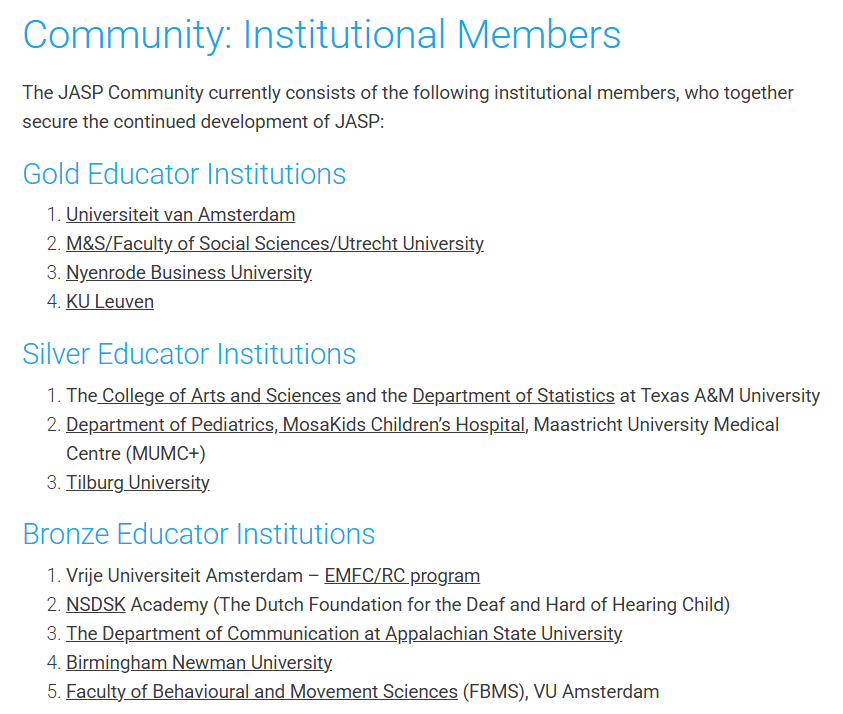 Community: Institutional Members
The JASP Community currently consists of the following institutional members, who together
secure the continued development of JASP:
Gold Educator Institutions
1. Universiteit van Amsterdam
2. M&S/Faculty of Social Sciences/Utrecht University
3. Nyenrode Business University
4. KU Leuven
Silver Educator Institutions
1. The College of Arts and Sciences and the Department of Statistics at Texas A&M University
2. Department of Pediatrics, MosaKids Children’s Hospital, Maastricht University Medical
Centre (MUMC+)
3. Tilburg University
Bronze Educator Institutions
1. Vrije Universiteit Amsterdam – EMFC/RC program
2. NSDSK Academy (The Dutch Foundation for the Deaf and Hard of Hearing Child)
3. The Department of Communication at Appalachian State University
4. Birmingham Newman University
5. Faculty of Behavioural and Movement Sciences (FBMS), VU Amsterdam